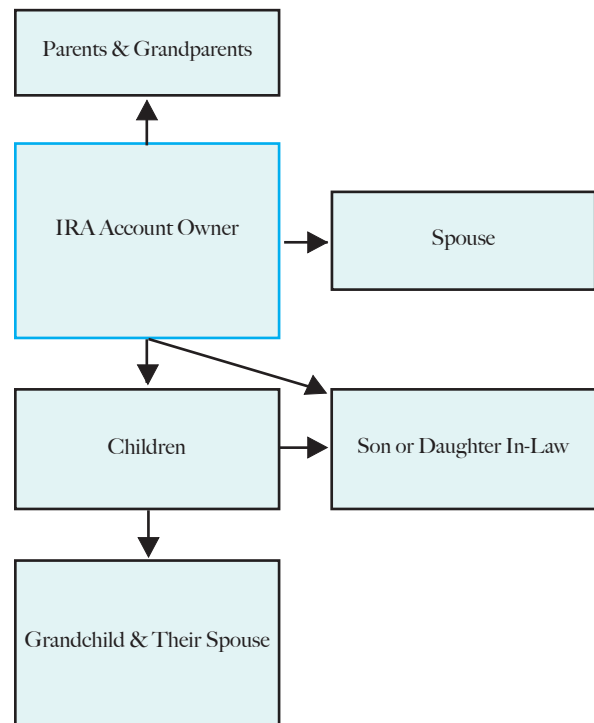 Parents & Grandparents
IRA Account Owner
Spouse
Children
Son or Daughter In-Law
Grandchild & Their Spouse